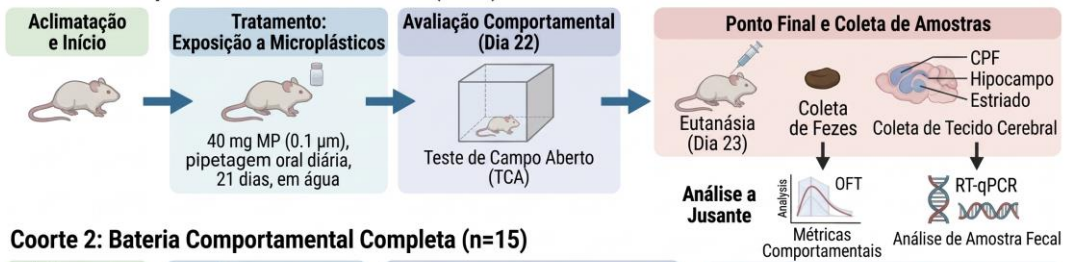 Aclimatação
e Início
Tratamento:
Exposição a Microplásticos
40 mg MP (0.1 µm),
pipetagem oral diária,
21 dias, em água
Avaliação Comportamental
(Dia 22)
Teste de Campo Aberto
(TCA)
Ponto Final e Coleta de Amostras
Eutanásia
(Dia 23)
Coleta
de Fezes
CPF
Hipocampo
Estriado
Coleta de Tecido Cerebral
Análise a
Jusante
Analysis
OFT
Métricas
Comportamentais
RT-qPCR
Análise de Amostra Fecal
Coorte 2: Bateria Comportamental Completa (n=15)